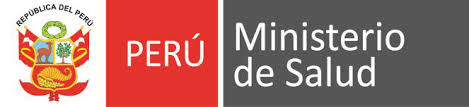 REPÚBLICA DEL PERÚ
PERÚ
Ministerio
de Salud